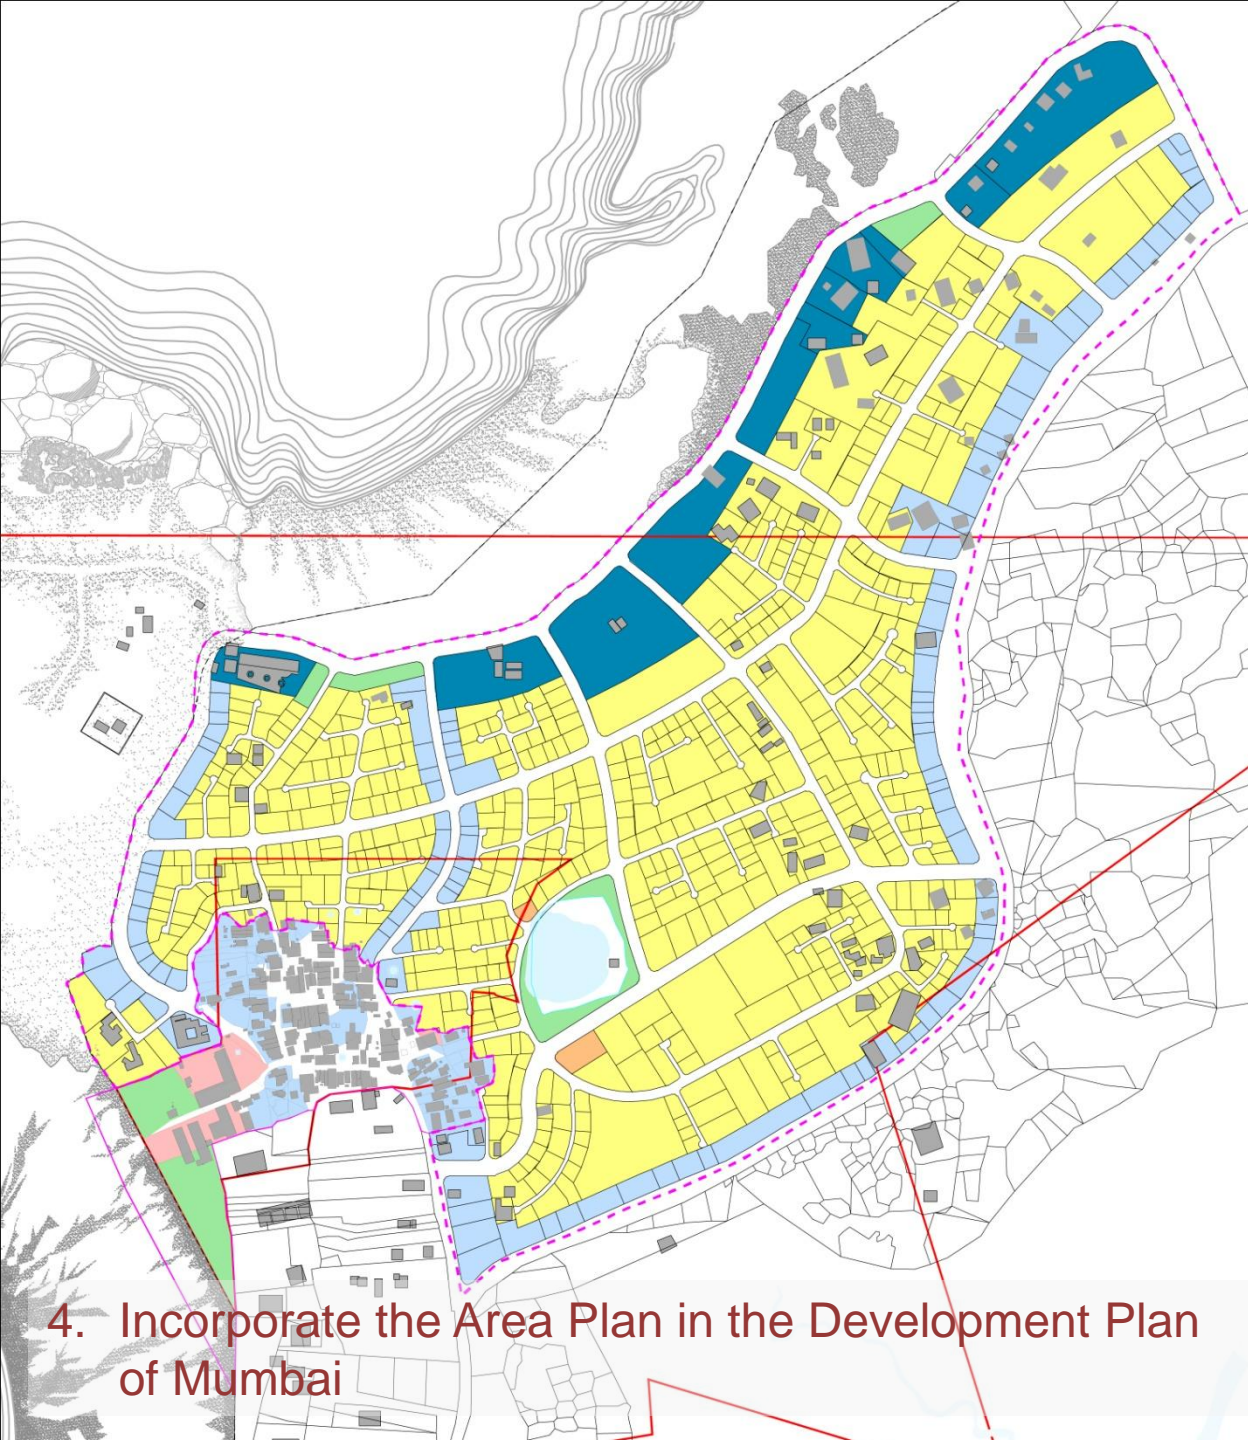 4. Incorporate the Area Plan in the Development Plan
of Mumbai